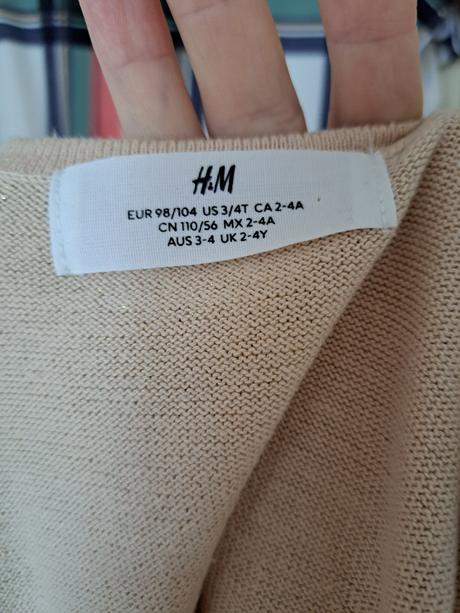 H&M
EUR 98/104 US 3/4T CA 2-4A
CN 110/56 MX 2-4A
AUS 3-4 UK 2-4Y